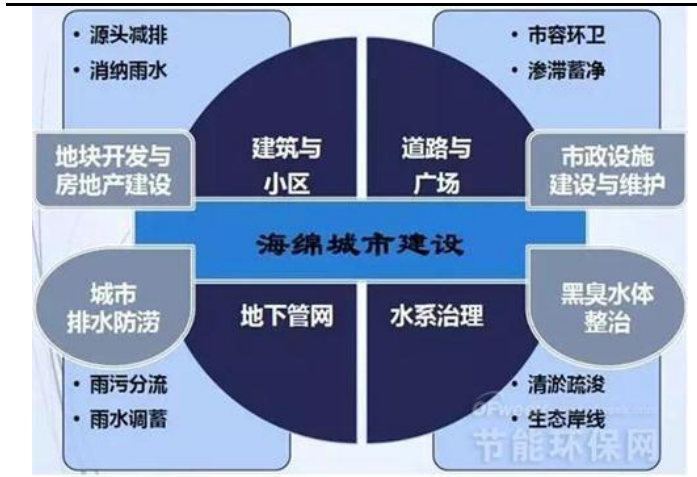 源头减排
消纳雨水
市容环卫
渗滞蓄净
地块开发与
房地产建设
建筑与
小区
道路与
广场
市政设施
建设与维护
海绵城市建设
城市
排水防涝
地下管网
水系治理
黑臭水体
整治
雨污分流
雨水调蓄
清淤疏浚
生态岸线
节能环保网